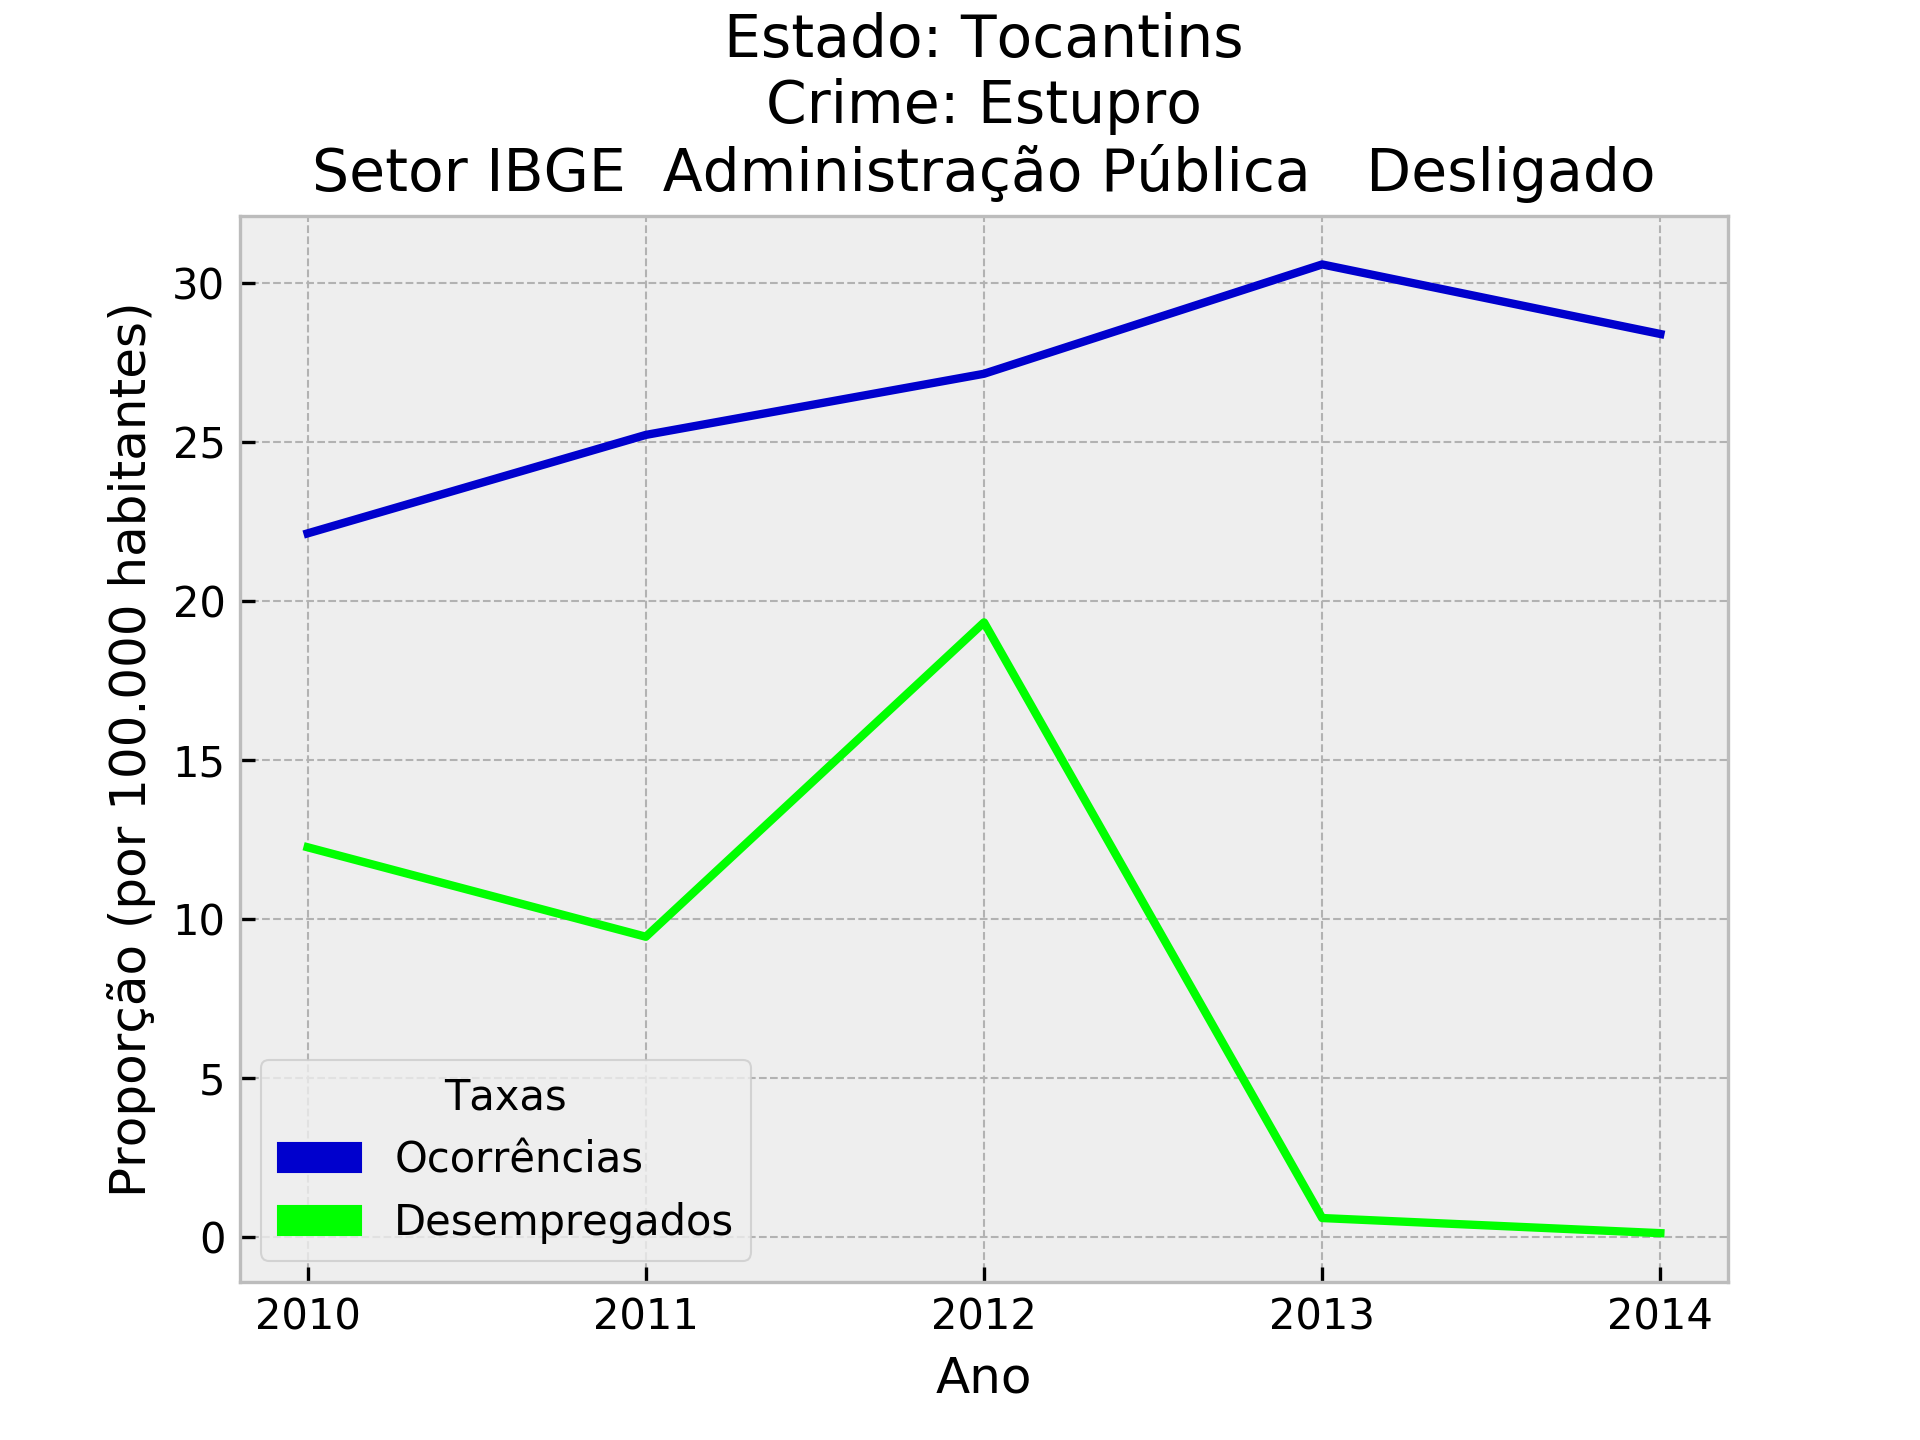 Estado: Tocantins
Crime: Estupro
Setor IBGE  Administração Pública   Desligado
Proporção (por 100.000 habitantes)
30
25
20
15
10
5
0
Taxas
Ocorrências
Desempregados
2010 2011 2012 2013 2014
Ano